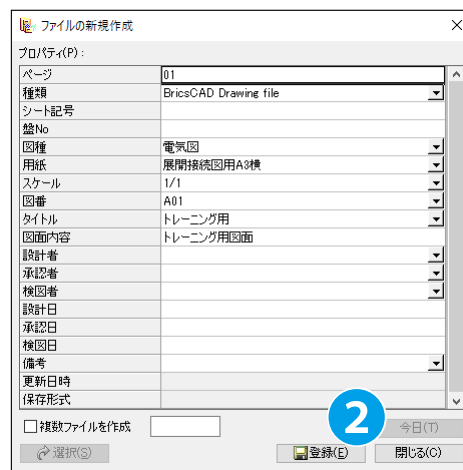 ファイルの新規作成
プロパティ(P)：
ページ 01
種類 BricsCAD Drawing file
シート記号
盤No
図種 電気図
用紙 展開接続図用A3横
スケール 1/1
図番 A01
タイトル トレーニング用
図面内容 トレーニング用図面
設計者
承認者
検図者
設計日
承認日
検図日
備考
更新日時
保存形式
複数ファイルを作成 2 今日(T)
選択(S) 登録(E) 閉じる(C)